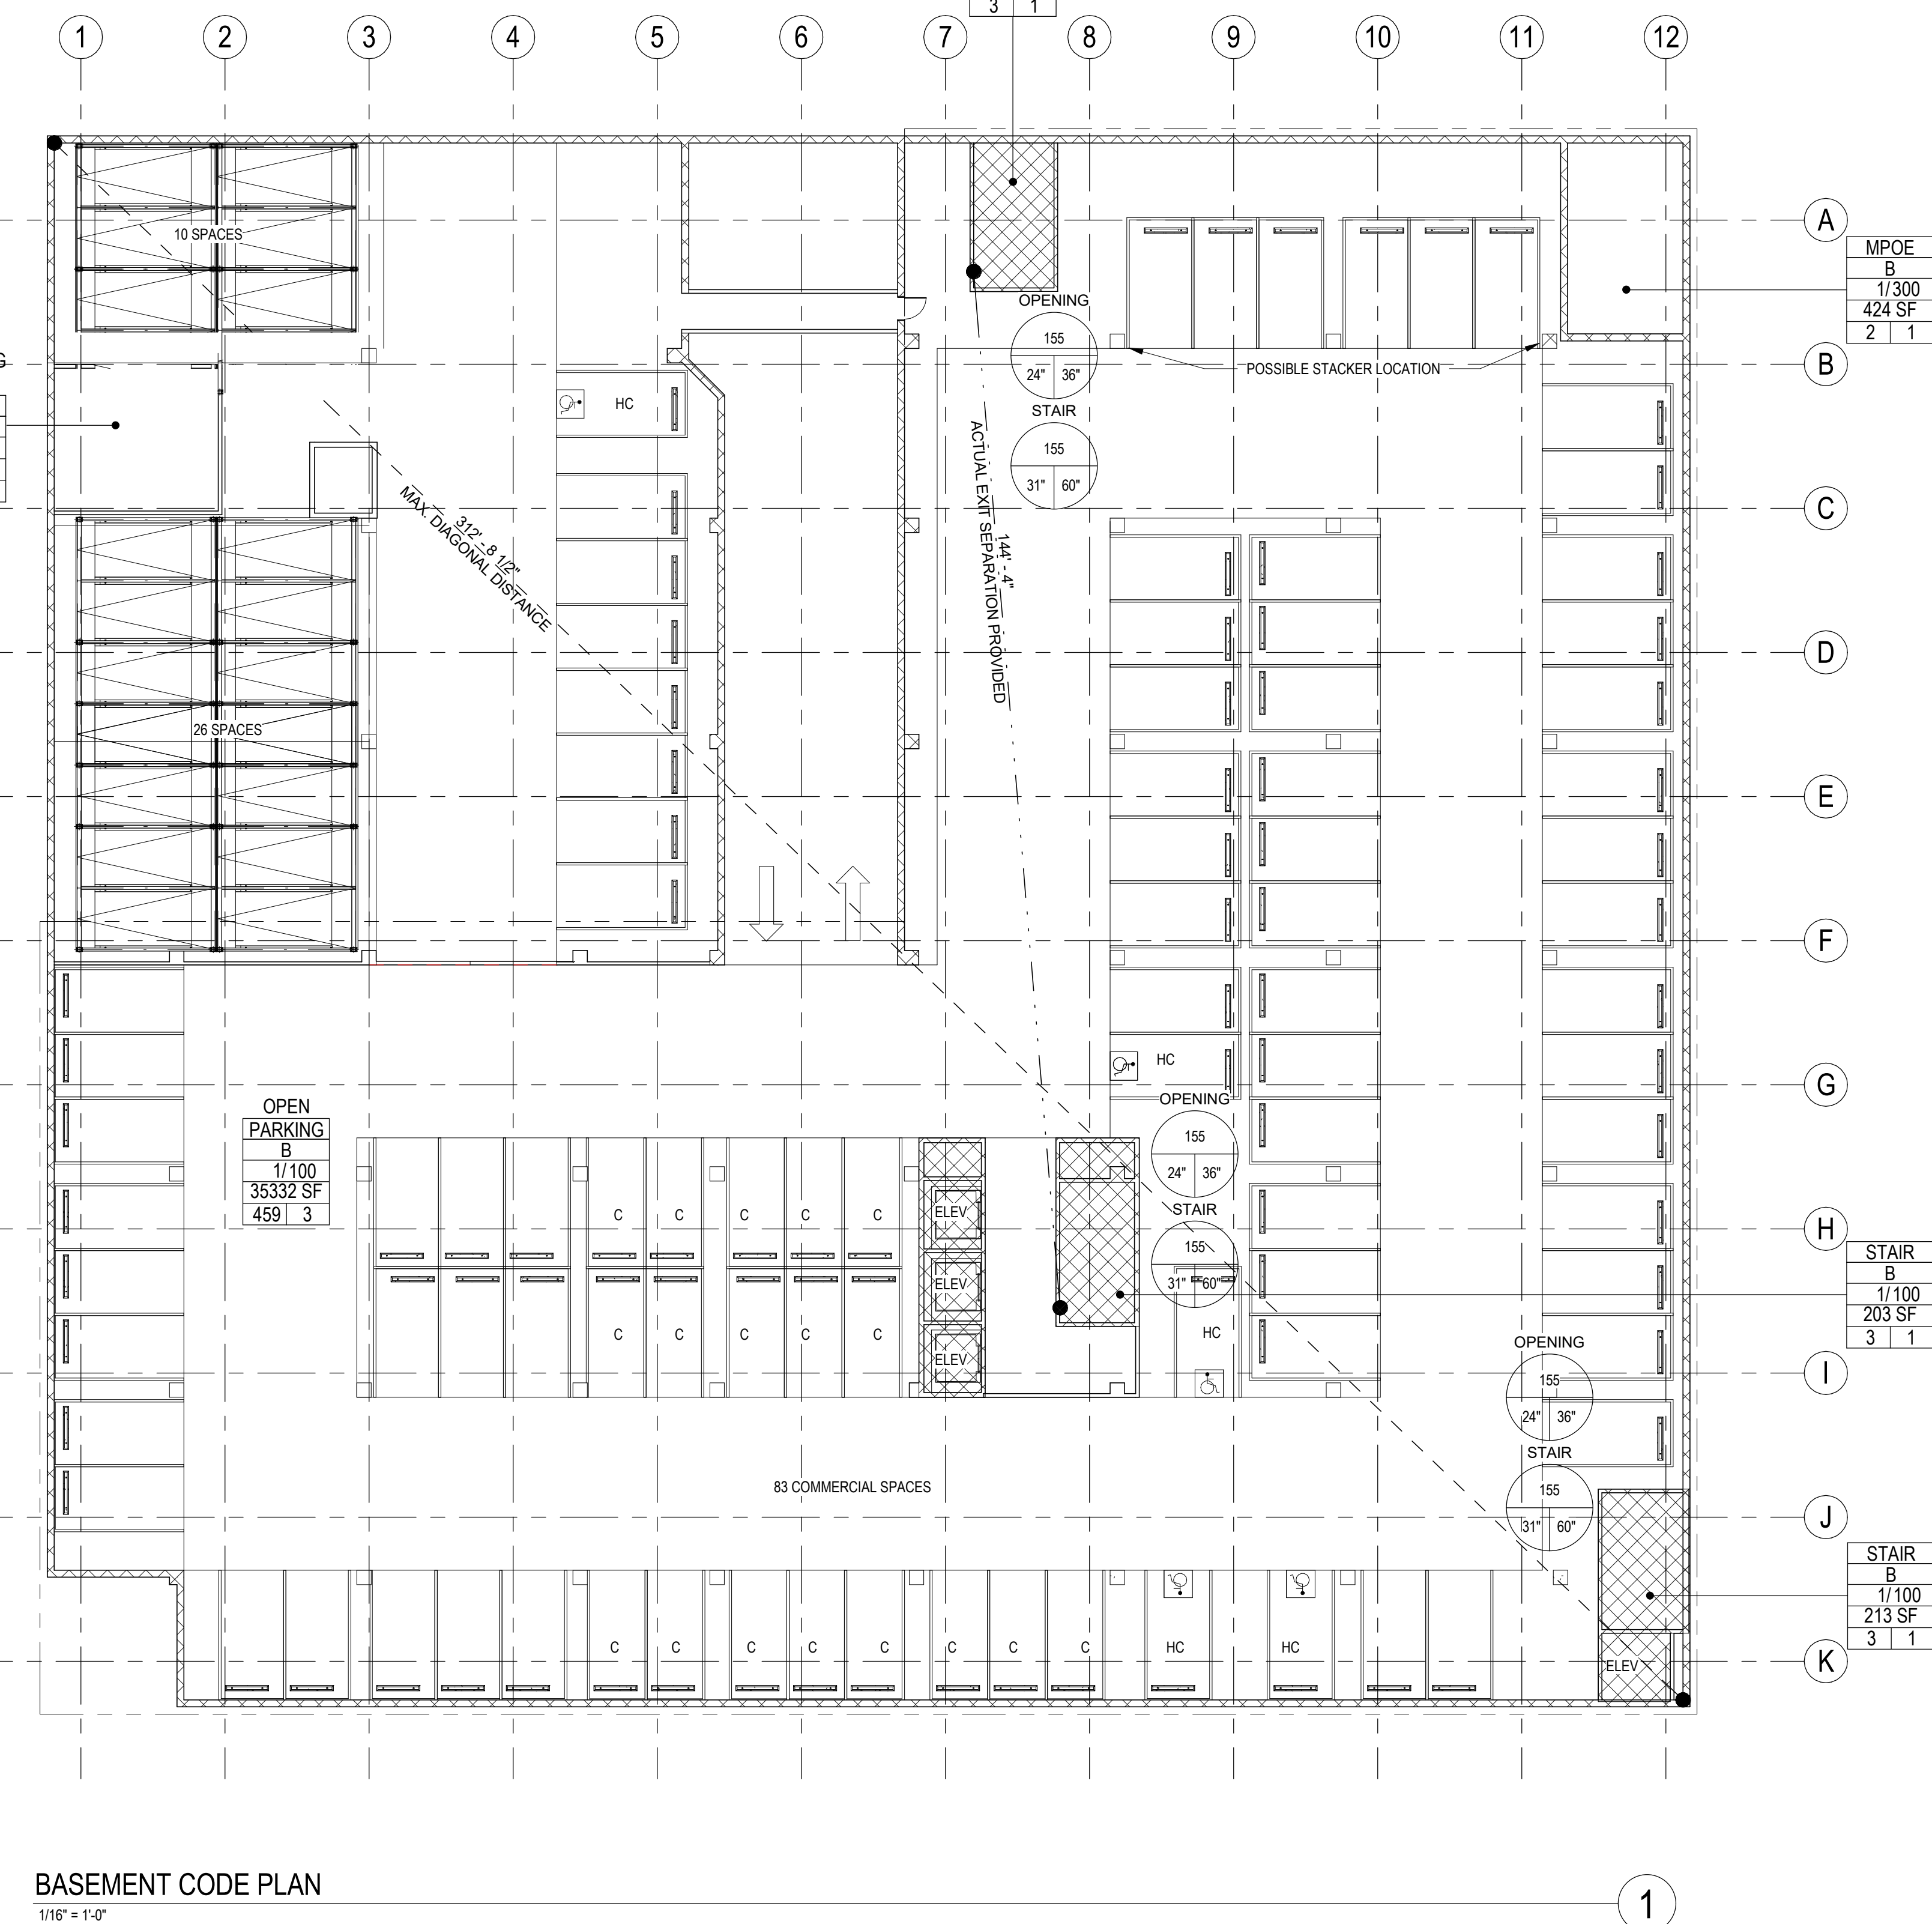 3 1
1 2 3 4 5 6 7 8 9 10 11 12
A
MPOE
B
1/300
424 SF
2 1
10 SPACES
OPENING
155
24" 36"
STAIR
155
31" 60"
POSSIBLE STACKER LOCATION
G
B
HC
C
312' - 8 1/2"
MAX. DIAGONAL DISTANCE
144' - 4"
ACTUAL EXIT SEPARATION PROVIDED
D
26 SPACES
E
F
HC
G
OPEN
PARKING
B
1/100
35332 SF
459 3
OPENING
155
24" 36"
STAIR
155
31" 60"
C C C C C
ELEV
H
STAIR
B
1/100
203 SF
3 1
ELEV
C C C C C
HC
ELEV
I
OPENING
155
24" 36"
STAIR
155
31" 60"
83 COMMERCIAL SPACES
J
STAIR
B
1/100
213 SF
3 1
C C C C C C C C HC HC
ELEV
K
BASEMENT CODE PLAN
1
1/16" = 1'-0"